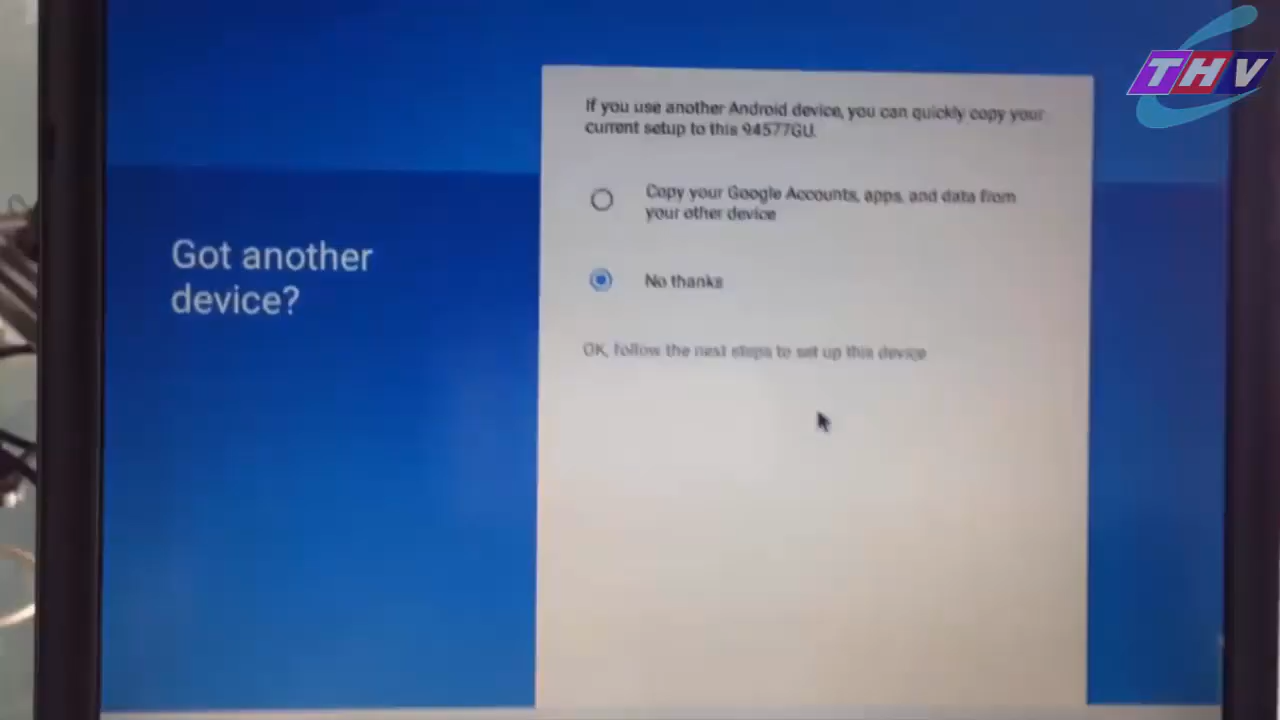 THV
If you use another Android device, you can quickly copy your
current setup to this 94577GU.
Copy your Google Accounts, apps, and data from
your other device
Got another
device?
No thanks
OK, follow the next steps to set up this device